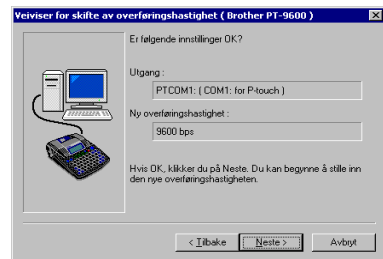 Veiviser for skifte av overføringshastighet ( Brother PT-9600 )
Er følgende innstillinger OK?
Utgang :
PTCOM1: ( COM1: for P-touch )
Ny overføringshastighet :
9600 bps
Hvis OK, klikker du på Neste. Du kan begynne å stille inn
den nye overføringshastigheten.
< Tilbake
Neste >
Avbryt